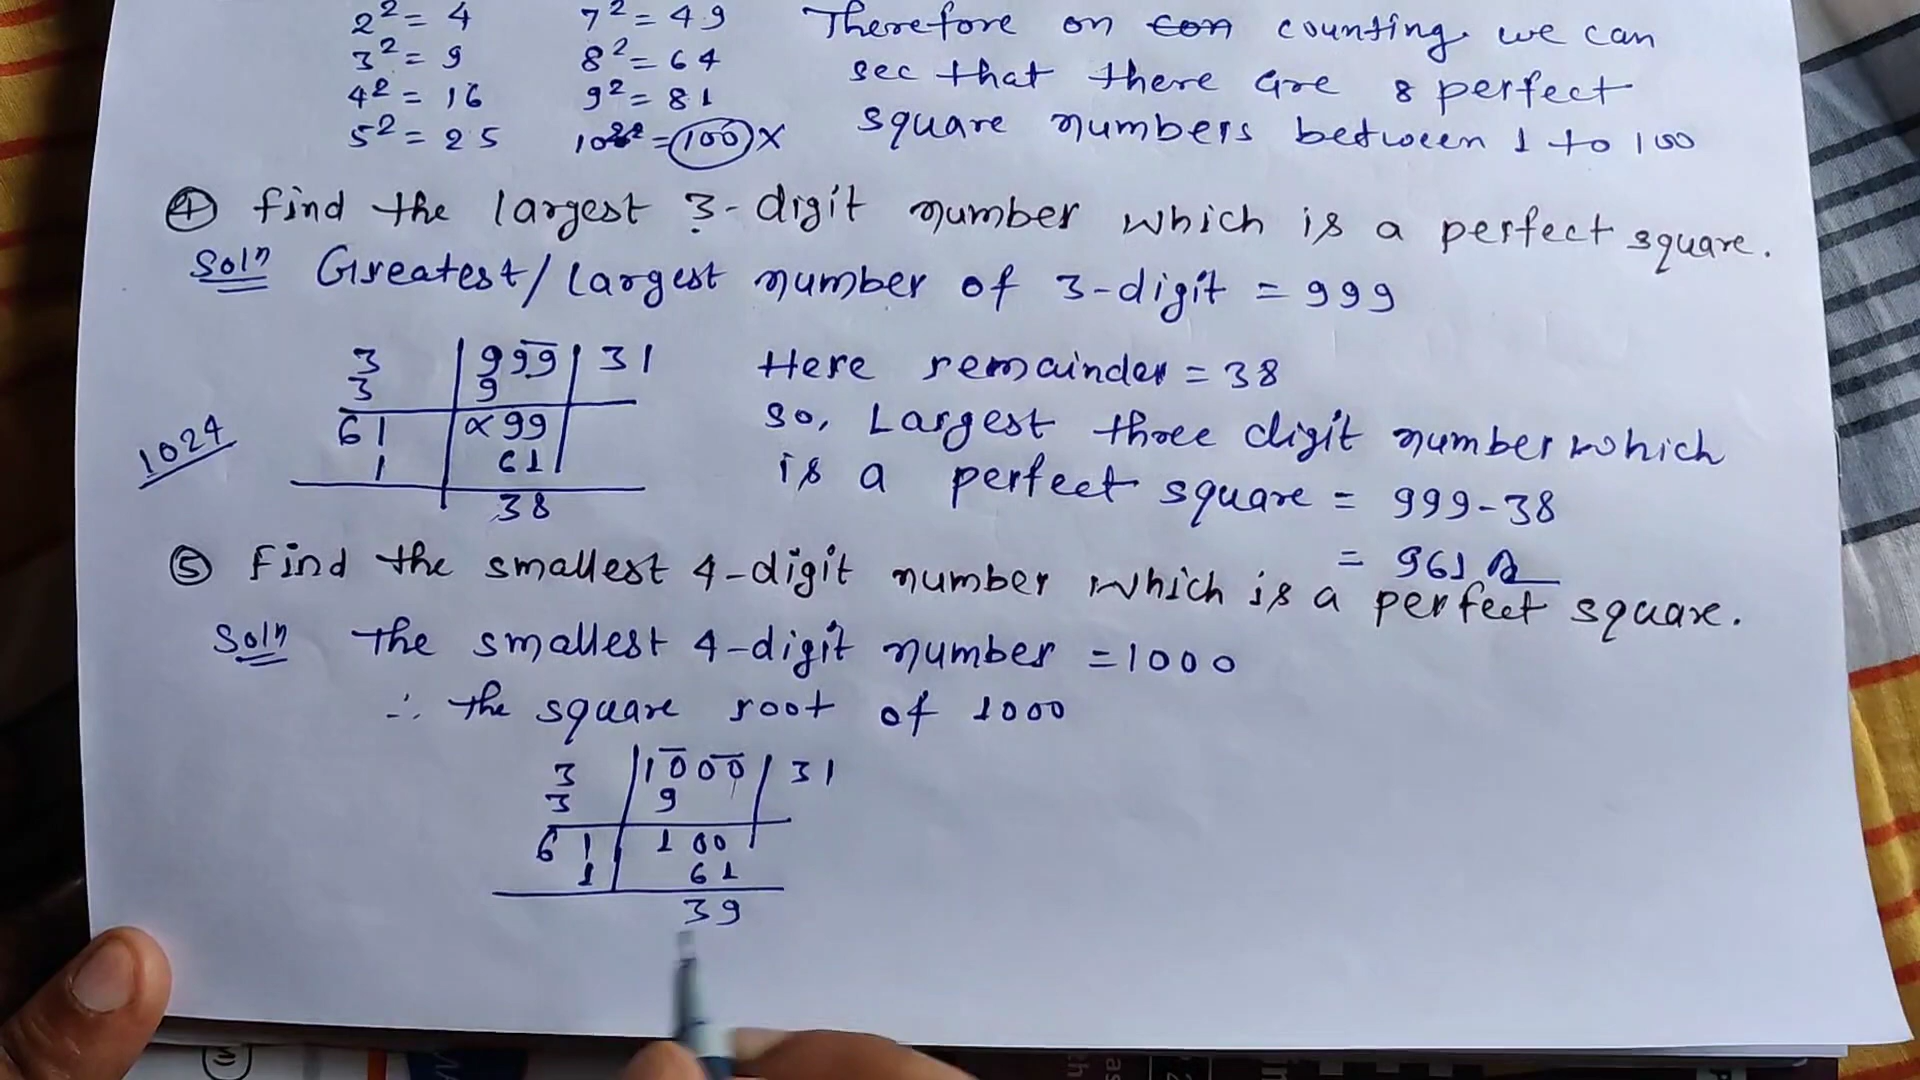 2² = 4 7² = 49 Therefore on con counting we can
3² = 9 8² = 64 see that there are 8 perfect
4² = 16 9² = 81 square numbers between 1 to 100
5² = 25 10² = 100 X
④ Find the largest 3-digit number which is a perfect square.
Solⁿ Greatest/largest number of 3-digit = 999
3 999 31 Here remainder = 38
3 9
61 × 99 So, Largest three digit number which
1 61 is a perfect square = 999-38
38
1024
= 961
⑤ Find the smallest 4-digit number which is a perfect square.
Solⁿ The smallest 4-digit number = 1000
∴ the square root of 1000
3 1000 31
3 9
61 100
1 61
39